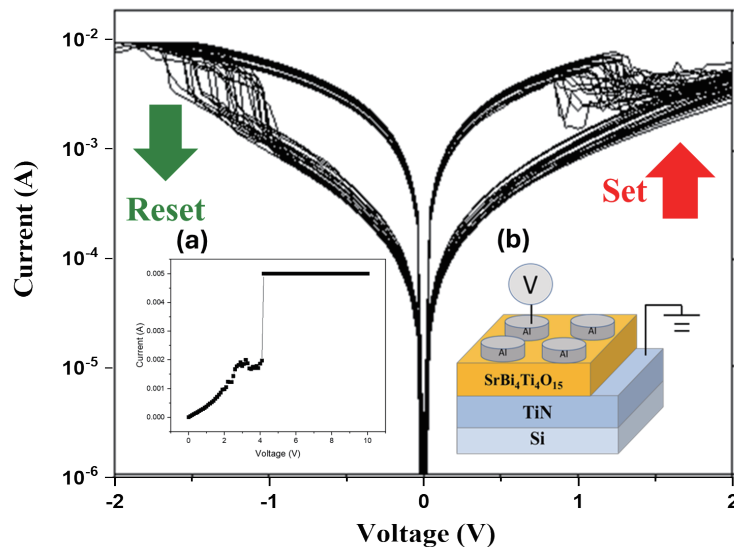 Current (A)
10⁻²
10⁻³
10⁻⁴
10⁻⁵
10⁻⁶
Reset
Set
(a)
(b)
Current (A)
0.005
0.004
0.003
0.002
0.001
0.000
0 2 4 6 8 10
Voltage (V)
V
Al Al
Al Al
SrBi₄Ti₄O₁₅
TiN
Si
-2 -1 0 1 2
Voltage (V)